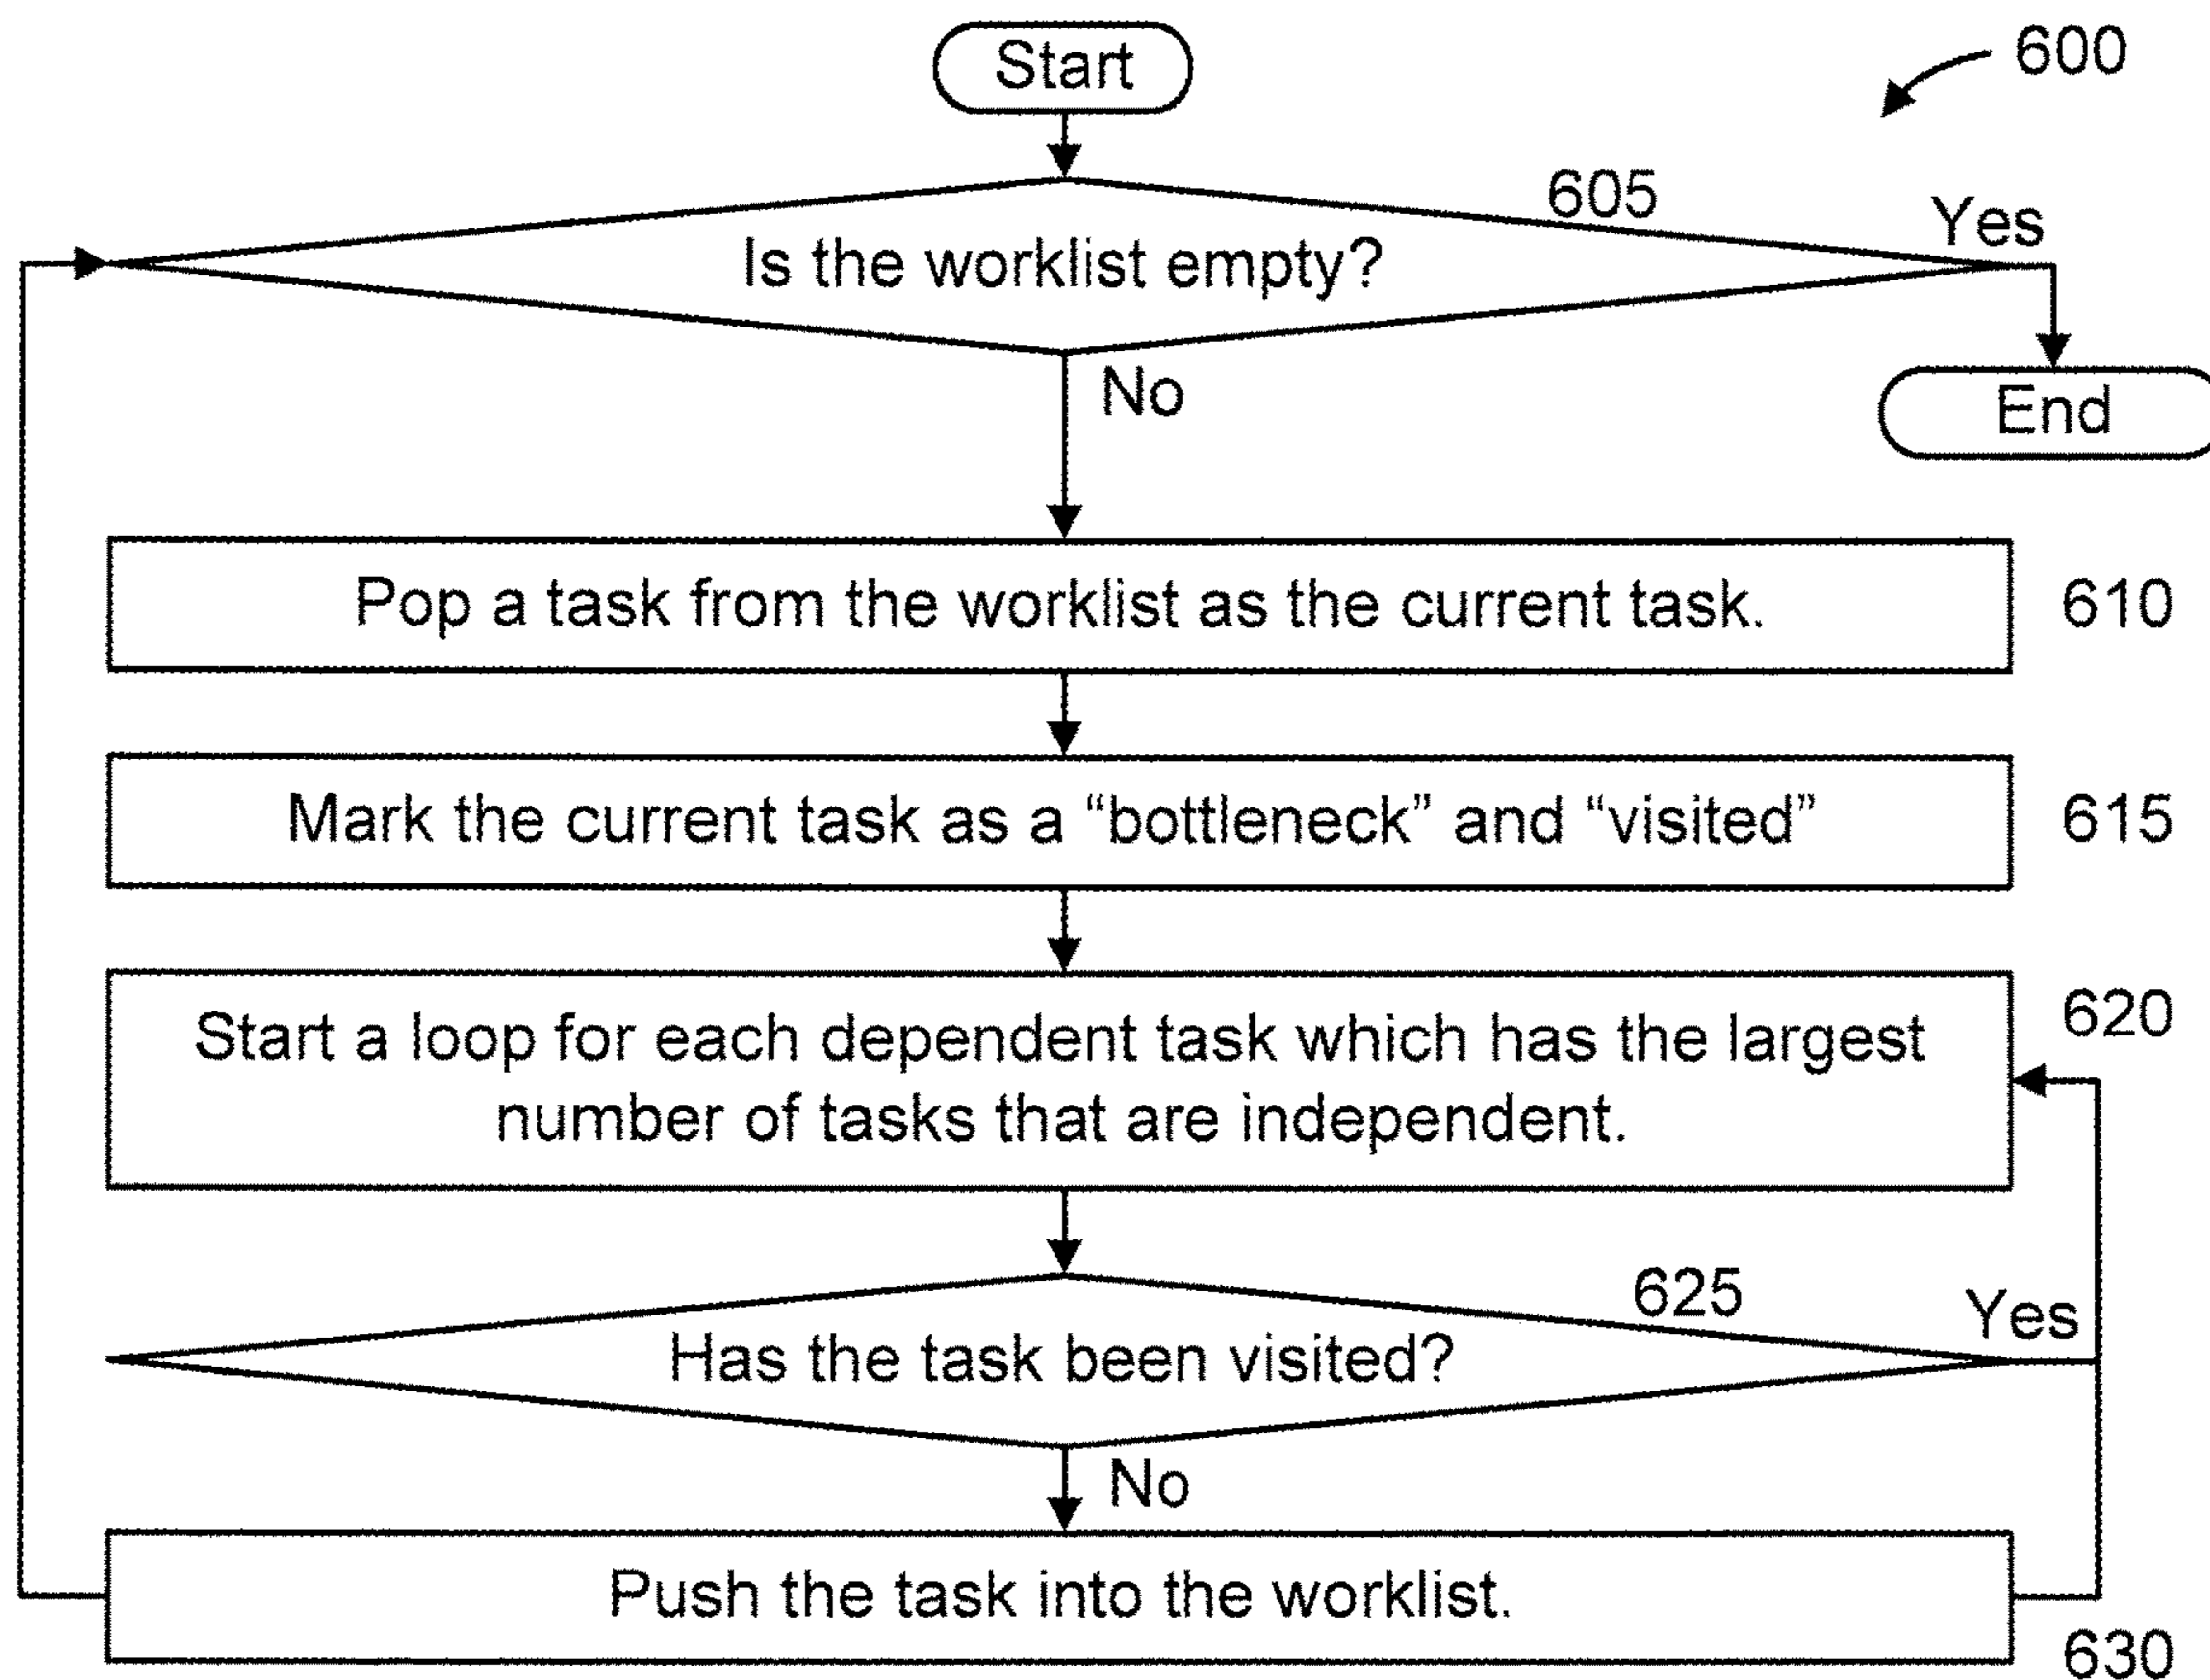 Start
600
605
Yes
Is the worklist empty?
No
End
Pop a task from the worklist as the current task.
610
Mark the current task as a “bottleneck” and “visited”
615
Start a loop for each dependent task which has the largest
number of tasks that are independent.
620
625
Yes
Has the task been visited?
No
Push the task into the worklist.
630